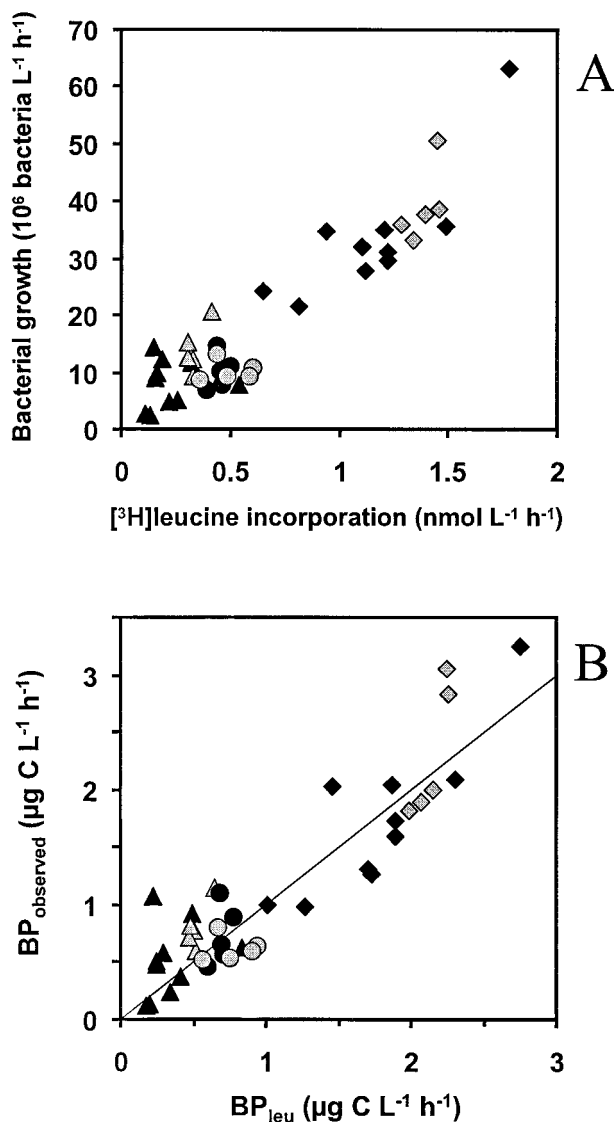 A
70
60
50
40
30
20
10
0
Bacterial growth (10⁶ bacteria L⁻¹ h⁻¹)
0 0.5 1 1.5 2
[³H]leucine incorporation (nmol L⁻¹ h⁻¹)
B
3
2
1
0
BPobserved (µg C L⁻¹ h⁻¹)
0 1 2 3
BPleu (µg C L⁻¹ h⁻¹)